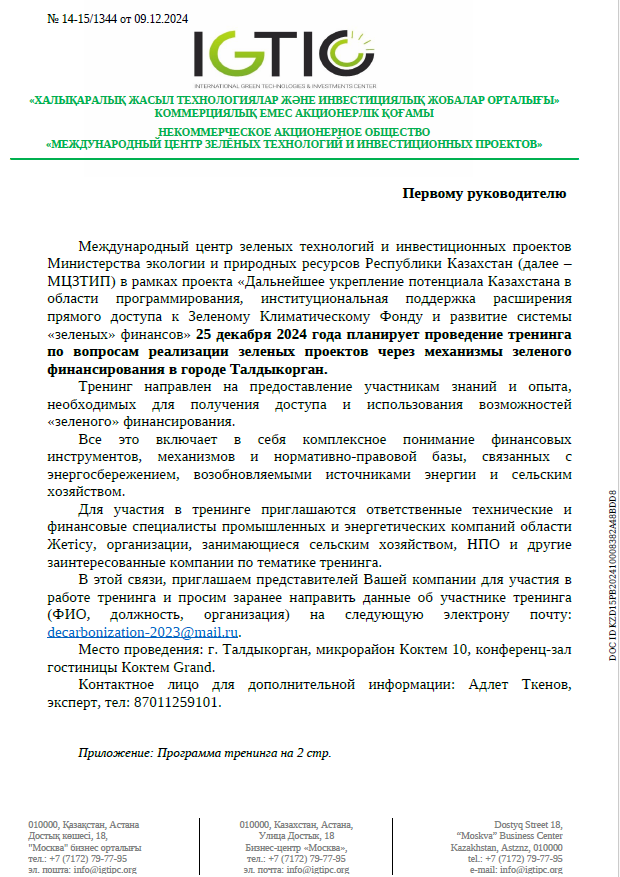 № 14-15/1344 от 09.12.2024
IGTIC
INTERNATIONAL GREEN TECHNOLOGIES & INVESTMENTS CENTER
«ХАЛЫҚАРАЛЫҚ ЖАСЫЛ ТЕХНОЛОГИЯЛАР ЖӘНЕ ИНВЕСТИЦИЯЛЫҚ ЖОБАЛАР ОРТАЛЫҒЫ»
КОММЕРЦИЯЛЫҚ ЕМЕС АКЦИОНЕРЛІК ҚОҒАМЫ
НЕКОММЕРЧЕСКОЕ АКЦИОНЕРНОЕ ОБЩЕСТВО
«МЕЖДУНАРОДНЫЙ ЦЕНТР ЗЕЛЁНЫХ ТЕХНОЛОГИЙ И ИНВЕСТИЦИОННЫХ ПРОЕКТОВ»
Первому руководителю
Международный центр зеленых технологий и инвестиционных проектов
Министерства экологии и природных ресурсов Республики Казахстан (далее –
МЦЗТИП) в рамках проекта «Дальнейшее укрепление потенциала Казахстана в
области программирования, институциональная поддержка расширения
прямого доступа к Зеленому Климатическому Фонду и развитие системы
«зеленых» финансов» 25 декабря 2024 года планирует проведение тренинга
по вопросам реализации зеленых проектов через механизмы зеленого
финансирования в городе Талдыкорган.
Тренинг направлен на предоставление участникам знаний и опыта,
необходимых для получения доступа и использования возможностей
«зеленого» финансирования.
Все это включает в себя комплексное понимание финансовых
инструментов, механизмов и нормативно-правовой базы, связанных с
энергосбережением, возобновляемыми источниками энергии и сельским
хозяйством.
Для участия в тренинге приглашаются ответственные технические и
финансовые специалисты промышленных и энергетических компаний области
Жетісу, организации, занимающиеся сельским хозяйством, НПО и другие
заинтересованные компании по тематике тренинга.
В этой связи, приглашаем представителей Вашей компании для участия в
работе тренинга и просим заранее направить данные об участнике тренинга
(ФИО, должность, организация) на следующую электрону почту:
decarbonization-2023@mail.ru.
Место проведения: г. Талдыкорган, микрорайон Коктем 10, конференц-зал
гостиницы Коктем Grand.
Контактное лицо для дополнительной информации: Адлет Ткенов,
эксперт, тел: 87011259101.
Приложение: Программа тренинга на 2 стр.
010000, Қазақстан, Астана
Достық көшесі, 18,
"Москва" бизнес орталығы
тел.: +7 (7172) 79-77-95
эл. пошта: info@igtipc.org
010000, Казахстан, Астана,
Улица Достык, 18
Бизнес-центр «Москва»,
тел.: +7 (7172) 79-77-95
эл. почта: info@igtipc.org
Dostyq Street 18,
“Moskva” Business Center
Kazakhstan, Astznz, 010000
tel.: +7 (7172) 79-77-95
e-mail: info@igtipc.org
DOC ID KZD15PB202410008382A48BDD8